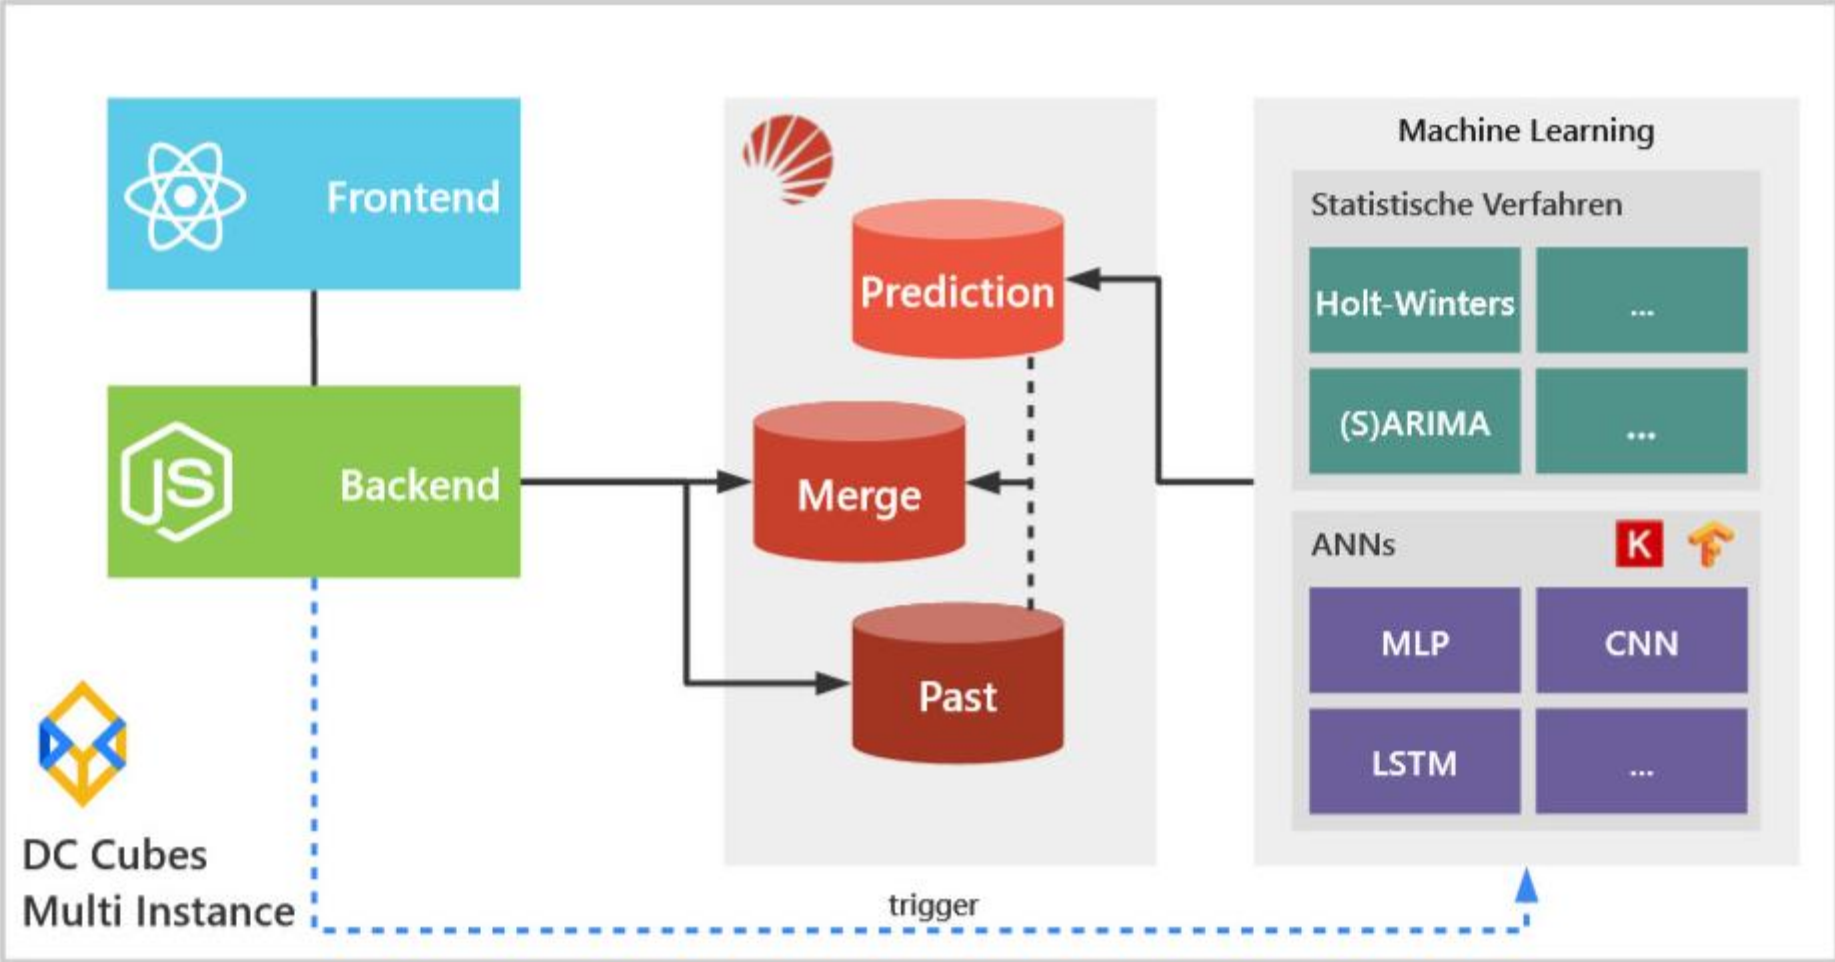 Frontend
JS
Backend
DC Cubes
Multi Instance
Prediction
Merge
Past
trigger
Machine Learning
Statistische Verfahren
Holt-Winters
...
(S)ARIMA
...
ANNs
K
MLP
CNN
LSTM
...